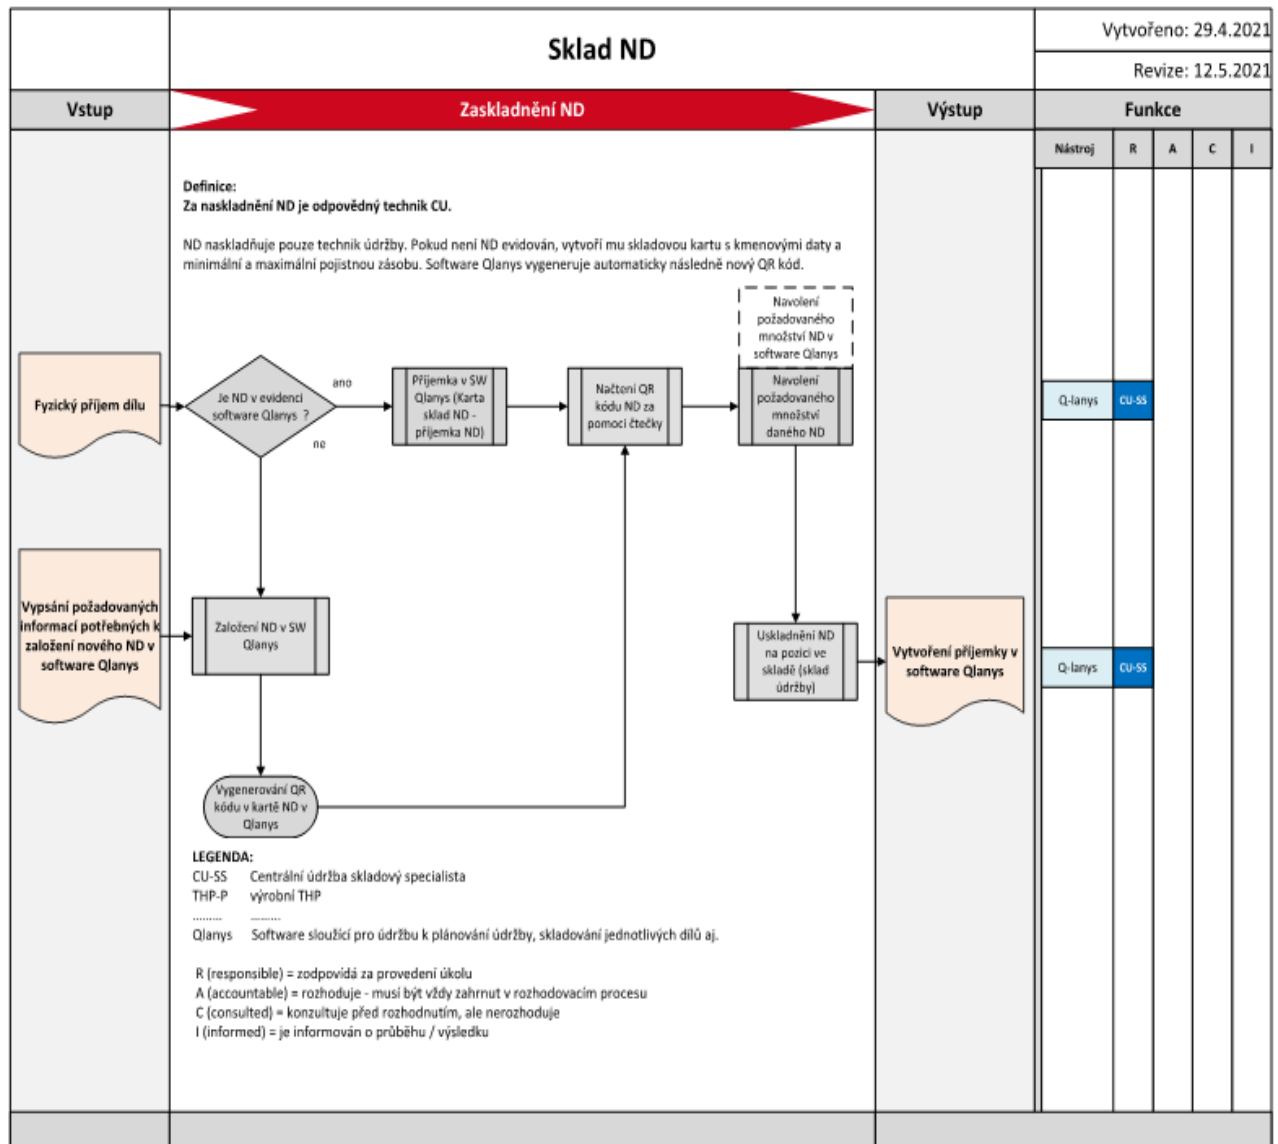 Sklad ND
Vytvořeno: 29.4.2021
Revize: 12.5.2021
Vstup
Zaskladnění ND
Výstup
Funkce
Nástroj
R
A
C
I
Definice:
Za naskladnění ND je odpovědný technik CU.
ND naskladňuje pouze technik údržby. Pokud není ND evidován, vytvoří mu skladovou kartu s kmenovými daty a
minimální a maximální pojistnou zásobu. Software Qlanys vygeneruje automaticky následně nový QR kód.
Navolení
požadovaného
množství ND v
software Qlanys
Fyzický příjem dílu
Je ND v evidenci
software Qlanys ?
ano
ne
Příjemka v SW
Qlanys (Karta
sklad ND -
příjemka ND)
Načtení QR
kódu ND za
pomoci čtečky
Navolení
požadovaného
množství
daného ND
Q-lanys
CU-SS
Vypsání požadovaných
informací potřebných k
založení nového ND v
software Qlanys
Založení ND v SW
Qlanys
Uskladnění ND
na pozici ve
skladě (sklad
údržby)
Vytvoření příjemky v
software Qlanys
Q-lanys
CU-SS
Vygenerování QR
kódu v kartě ND v
Qlanys
LEGENDA:
CU-SS Centrální údržba skladový specialista
THP-P výrobní THP
......... .........
Qlanys Software sloužící pro údržbu k plánování údržby, skladování jednotlivých dílů aj.
R (responsible) = zodpovídá za provedení úkolu
A (accountable) = rozhoduje - musí být vždy zahrnut v rozhodovacím procesu
C (consulted) = konzultuje před rozhodnutím, ale nerozhoduje
I (informed) = je informován o průběhu / výsledku